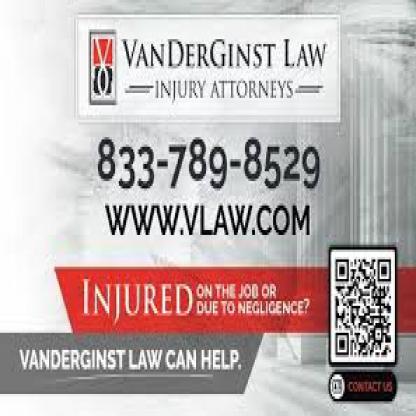 VANDERGINST LAW
INJURY ATTORNEYS
833-789-8529
WWW.VLAW.COM
INJURED ON THE JOB OR
DUE TO NEGLIGENCE?
VANDERGINST LAW CAN HELP.
CONTACT US